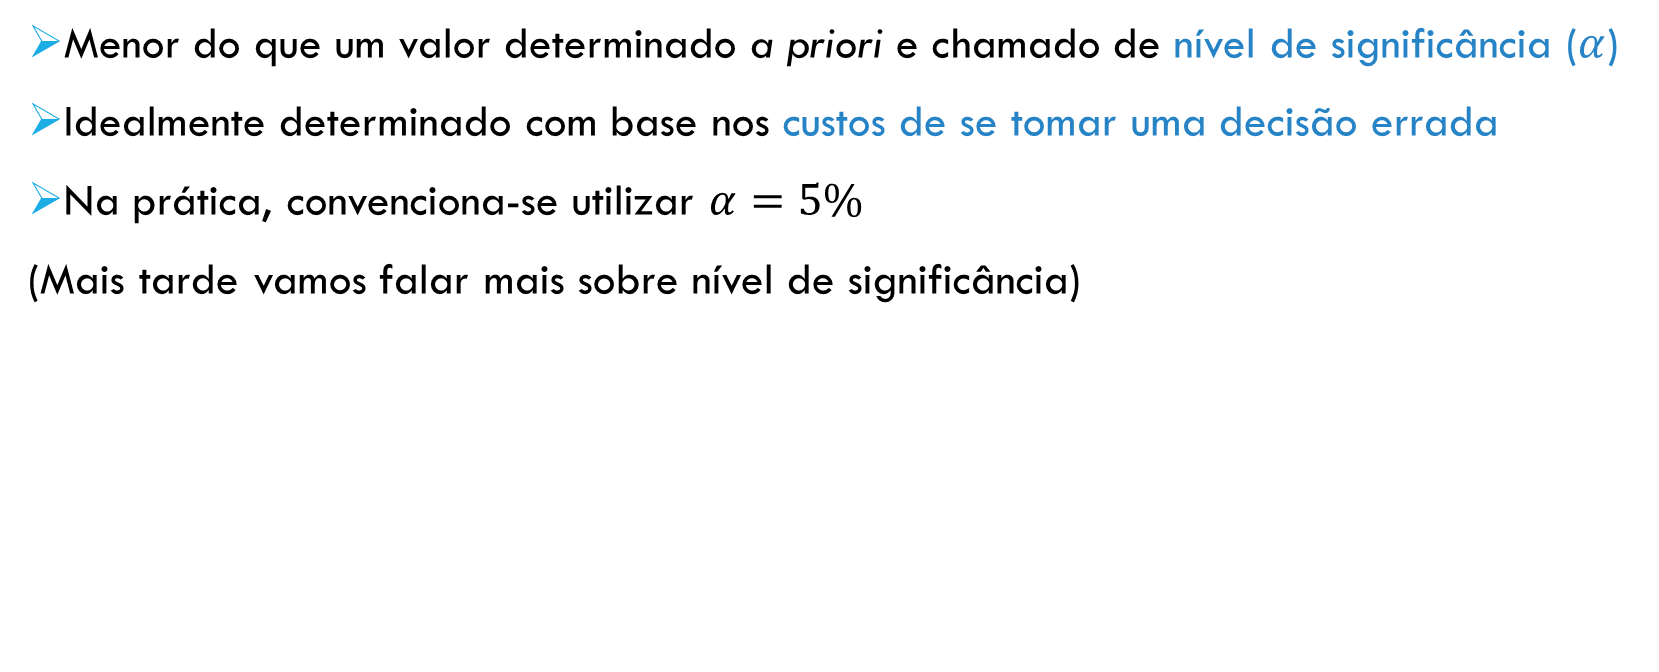 ➢Menor do que um valor determinado a priori e chamado de nível de significância (𝛼)
➢Idealmente determinado com base nos custos de se tomar uma decisão errada
➢Na prática, convenciona-se utilizar 𝛼 = 5%
(Mais tarde vamos falar mais sobre nível de significância)